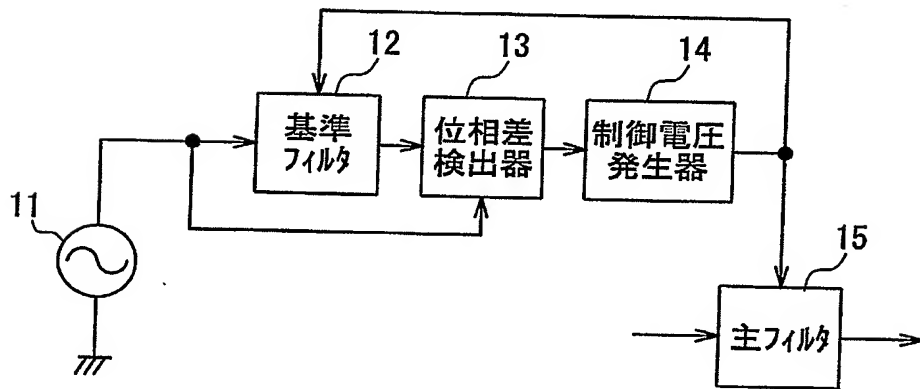 12
13
14
基準
フィルタ
位相差
検出器
制御電圧
発生器
11
15
主フィルタ